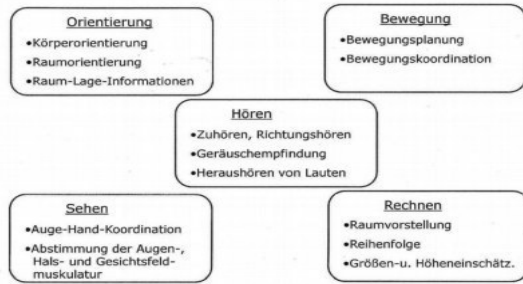 Orientierung
•Körperorientierung
•Raumorientierung
•Raum-Lage-Informationen
Bewegung
•Bewegungsplanung
•Bewegungskoordination
Hören
•Zuhören, Richtungshören
•Geräuschempfindung
•Heraushören von Lauten
Sehen
•Auge-Hand-Koordination
•Abstimmung der Augen-,
Hals- und Gesichtsfeld-
muskulatur
Rechnen
•Raumvorstellung
•Reihenfolge
•Größen-u. Höheneinschätz.